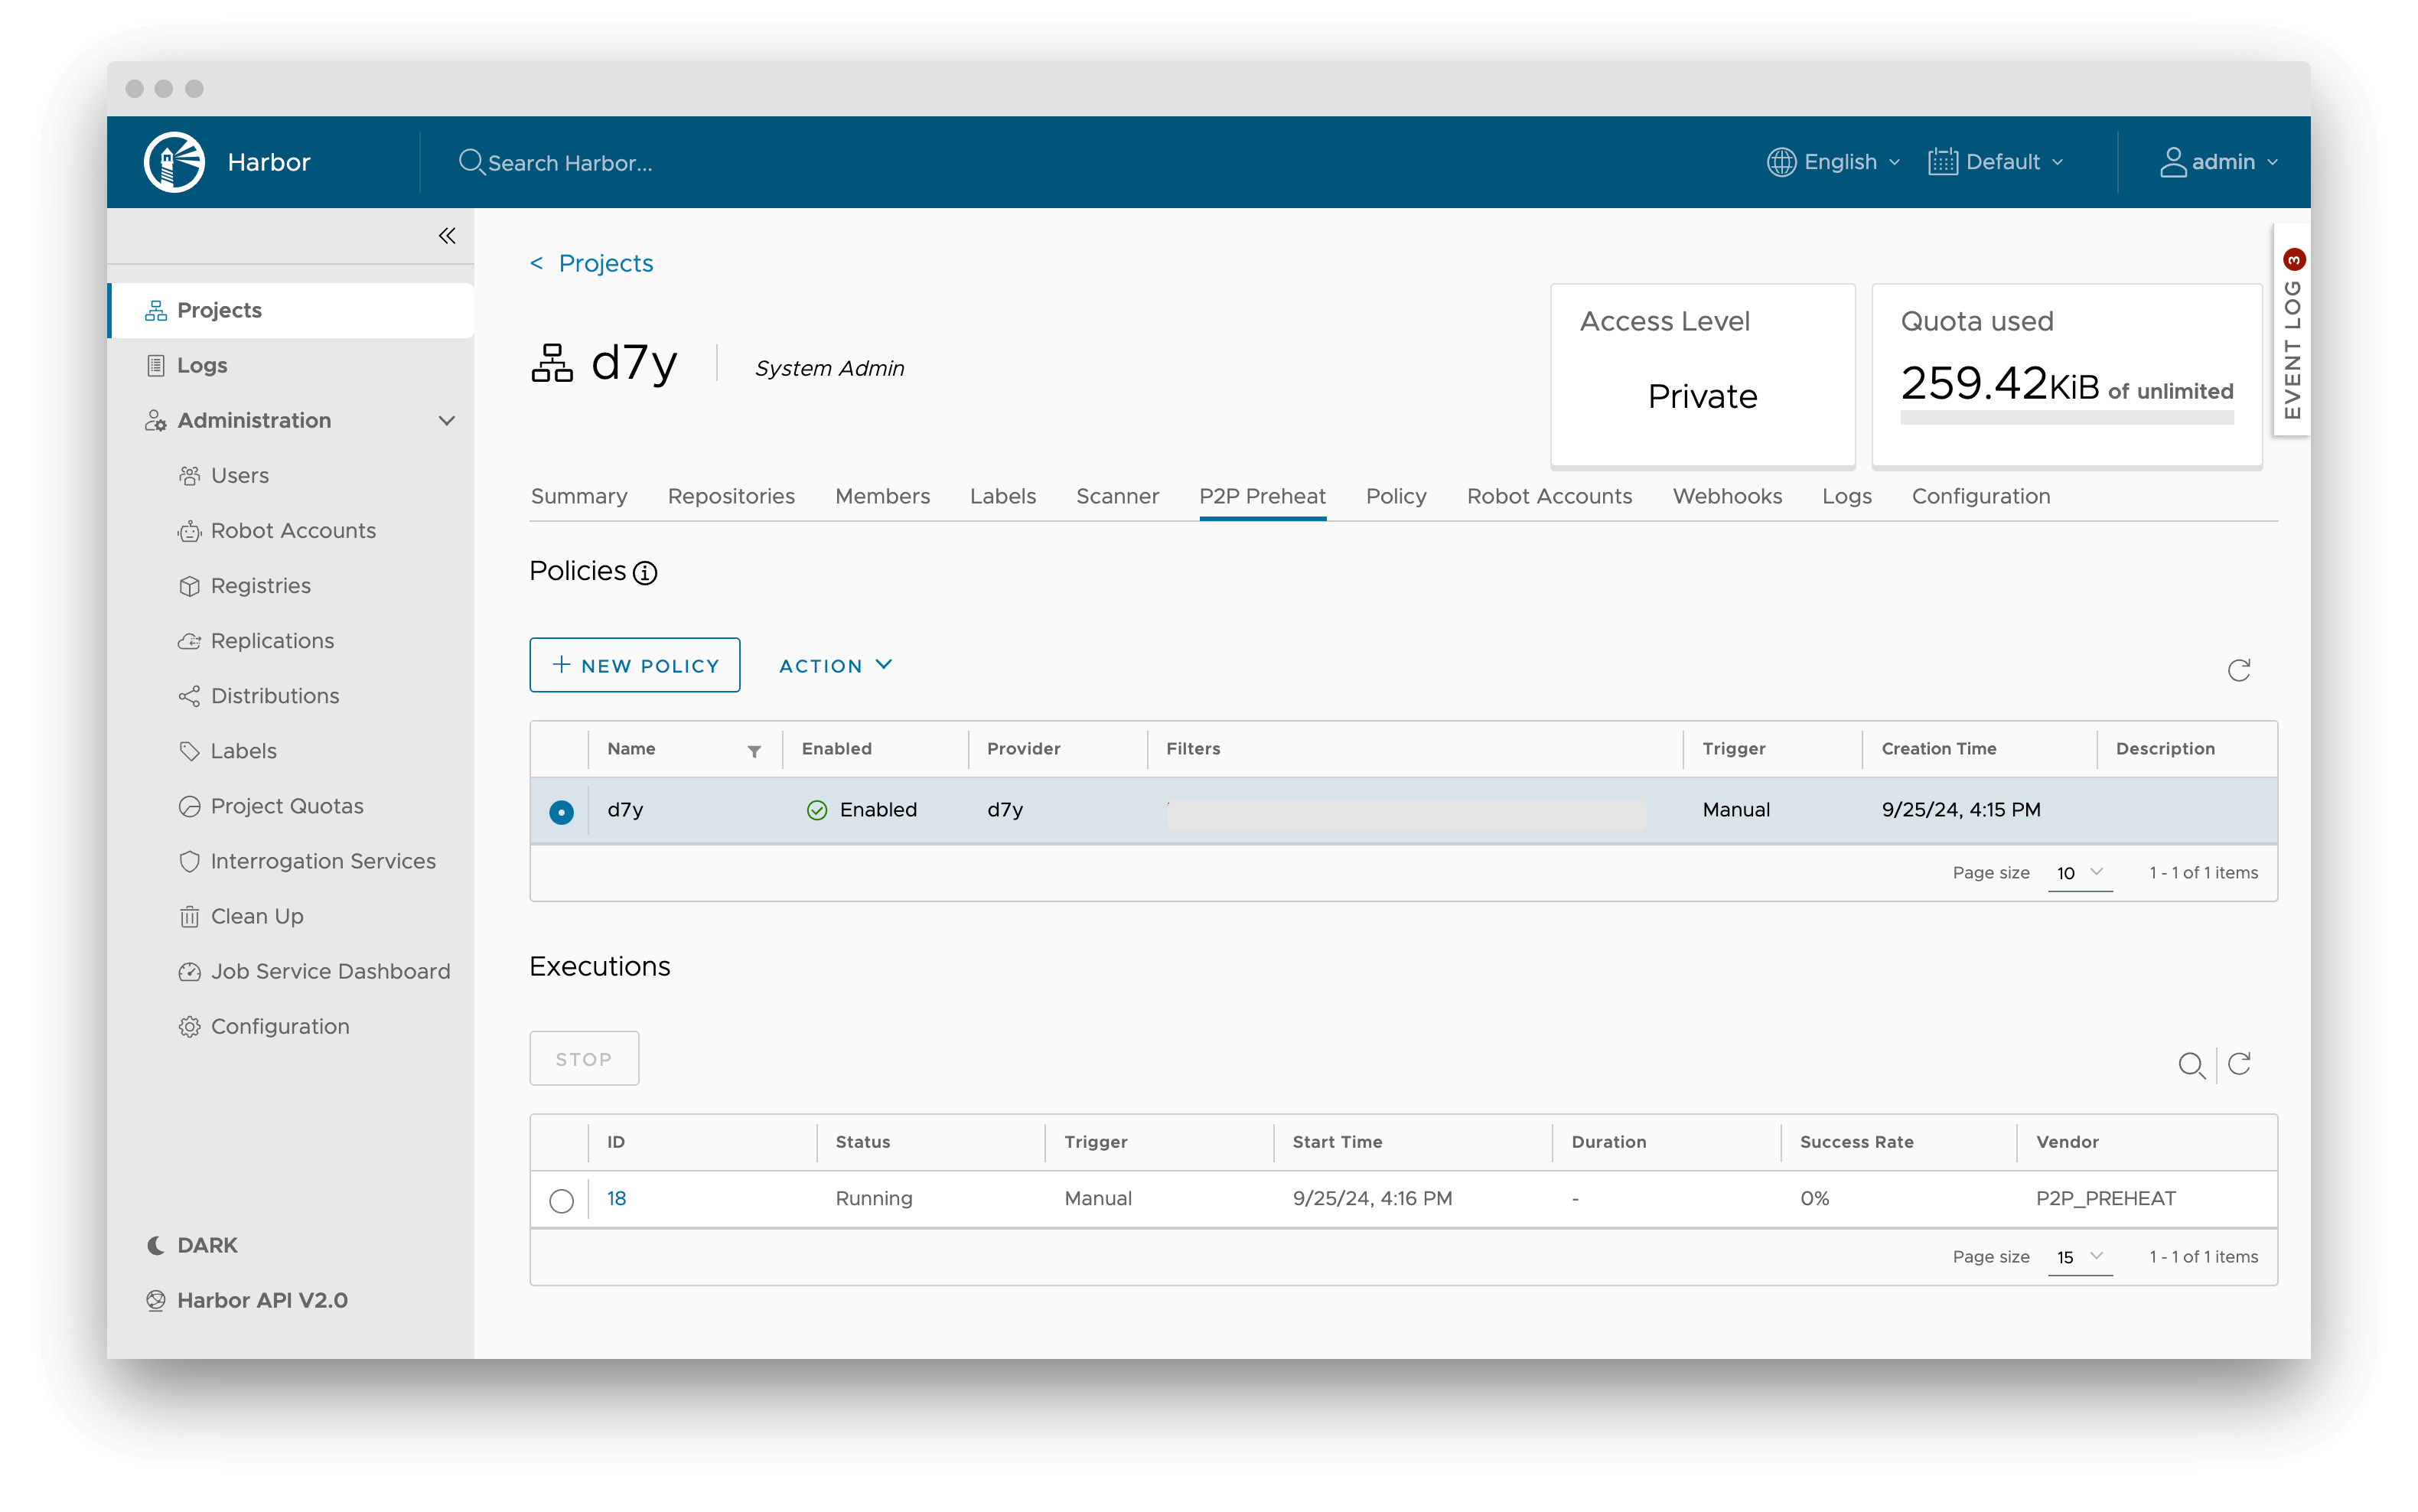 Harbor
Search Harbor...
English
Default
admin
< Projects
EVENT LOG 3
Projects
Logs
Administration
Users
Robot Accounts
Registries
Replications
Distributions
Labels
Project Quotas
Interrogation Services
Clean Up
Job Service Dashboard
Configuration
DARK
Harbor API V2.0
d7y
System Admin
Access Level
Private
Quota used
259.42KiB of unlimited
Summary Repositories Members Labels Scanner P2P Preheat Policy Robot Accounts Webhooks Logs Configuration
Policies
+ NEW POLICY
ACTION
Name Enabled Provider Filters Trigger Creation Time Description
d7y Enabled d7y Manual 9/25/24, 4:15 PM
Page size 10 1 - 1 of 1 items
Executions
STOP
ID Status Trigger Start Time Duration Success Rate Vendor
18 Running Manual 9/25/24, 4:16 PM - 0% P2P_PREHEAT
Page size 15 1 - 1 of 1 items